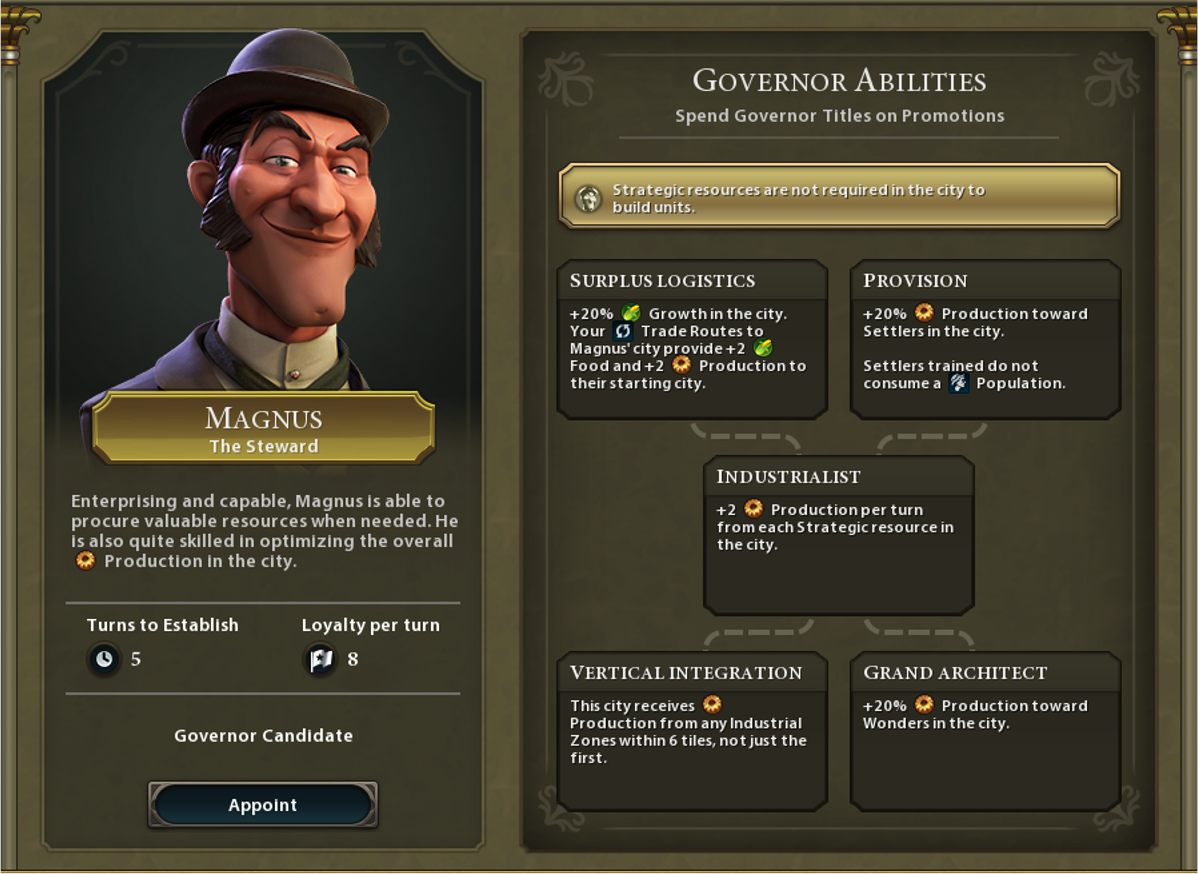 MAGNUS
The Steward
Enterprising and capable, Magnus is able to
procure valuable resources when needed. He
is also quite skilled in optimizing the overall
Production in the city.
Turns to Establish
Loyalty per turn
5
8
Governor Candidate
Appoint
GOVERNOR ABILITIES
Spend Governor Titles on Promotions
Strategic resources are not required in the city to
build units.
SURPLUS LOGISTICS
+20% Growth in the city.
Your Trade Routes to
Magnus' city provide +2
Food and +2 Production to
their starting city.
PROVISION
+20% Production toward
Settlers in the city.
Settlers trained do not
consume a Population.
INDUSTRIALIST
+2 Production per turn
from each Strategic resource in
the city.
VERTICAL INTEGRATION
This city receives
Production from any Industrial
Zones within 6 tiles, not just the
first.
GRAND ARCHITECT
+20% Production toward
Wonders in the city.